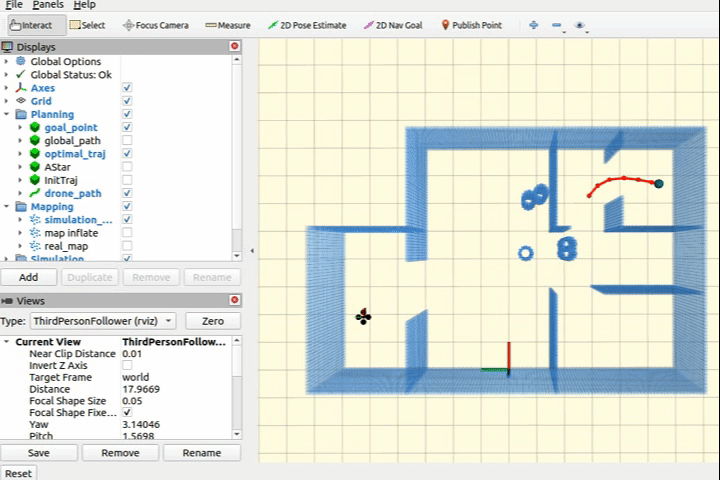 File Panels Help
Interact Select Focus Camera Measure 2D Pose Estimate 2D Nav Goal Publish Point
Displays
Global Options
Global Status: Ok
Axes
Grid
Planning
goal_point
global_path
optimal_traj
AStar
InitTraj
drone_path
Mapping
simulation_...
map inflate
real_map
Simulation
Add Duplicate Remove Rename
Views
Type: ThirdPersonFollower (rviz) Zero
Current View ThirdPersonFollow...
Near Clip Distance 0.01
Invert Z Axis
Target Frame world
Distance 17.9669
Focal Shape Size 0.05
Focal Shape Fixe...
Yaw 3.14046
Pitch 1.5698
Save Remove Rename
Reset